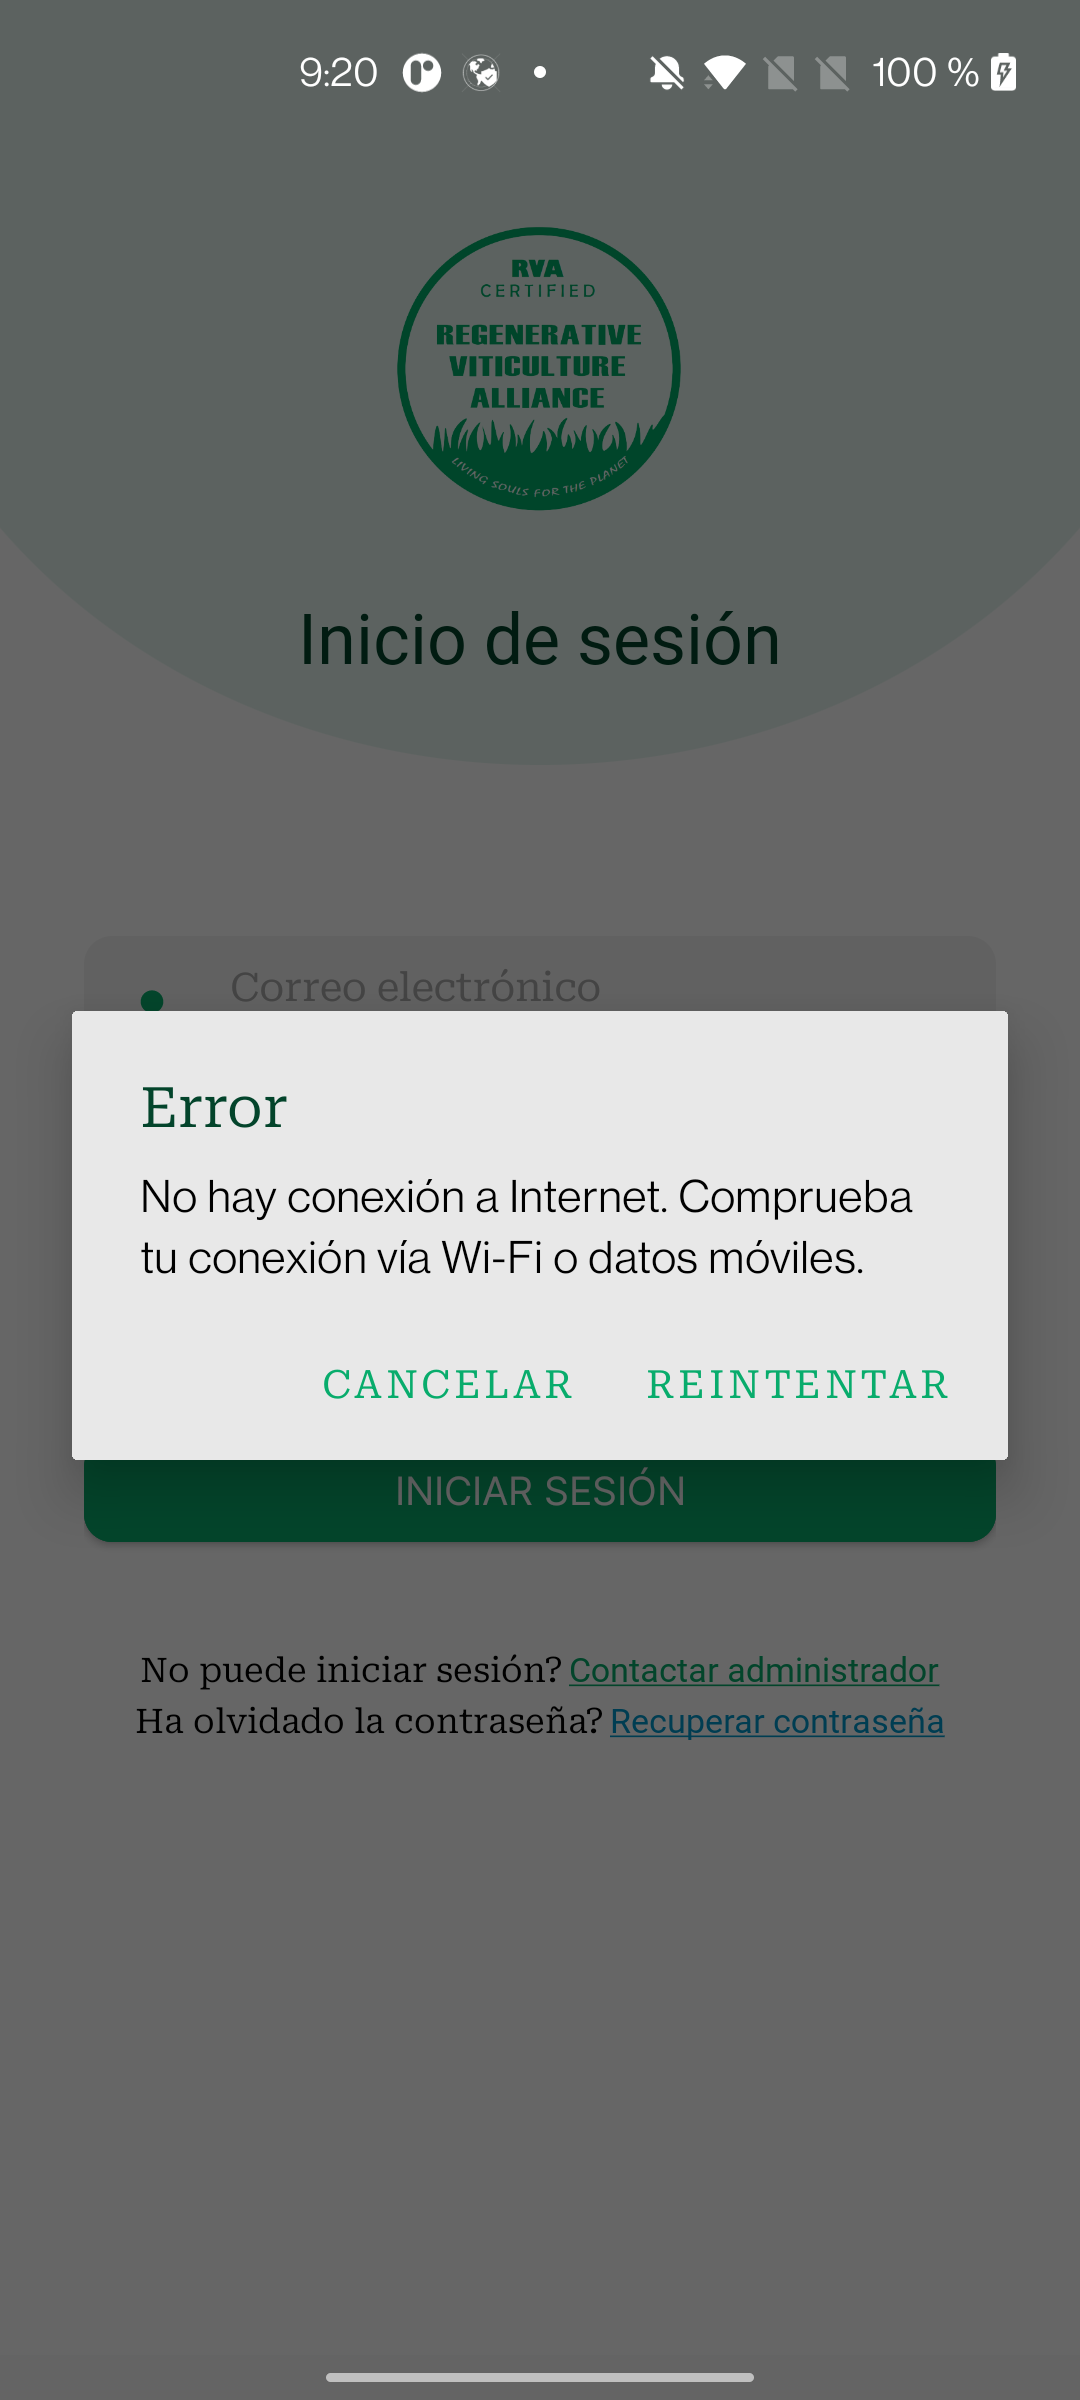 9:20
100 %
RVA
CERTIFIED
REGENERATIVE
VITICULTURE
ALLIANCE
LIVING SOULS FOR THE PLANET
Inicio de sesión
Correo electrónico
Error
No hay conexión a Internet. Comprueba
tu conexión vía Wi-Fi o datos móviles.
CANCELAR REINTENTAR
INICIAR SESIÓN
No puede iniciar sesión? Contactar administrador
Ha olvidado la contraseña? Recuperar contraseña